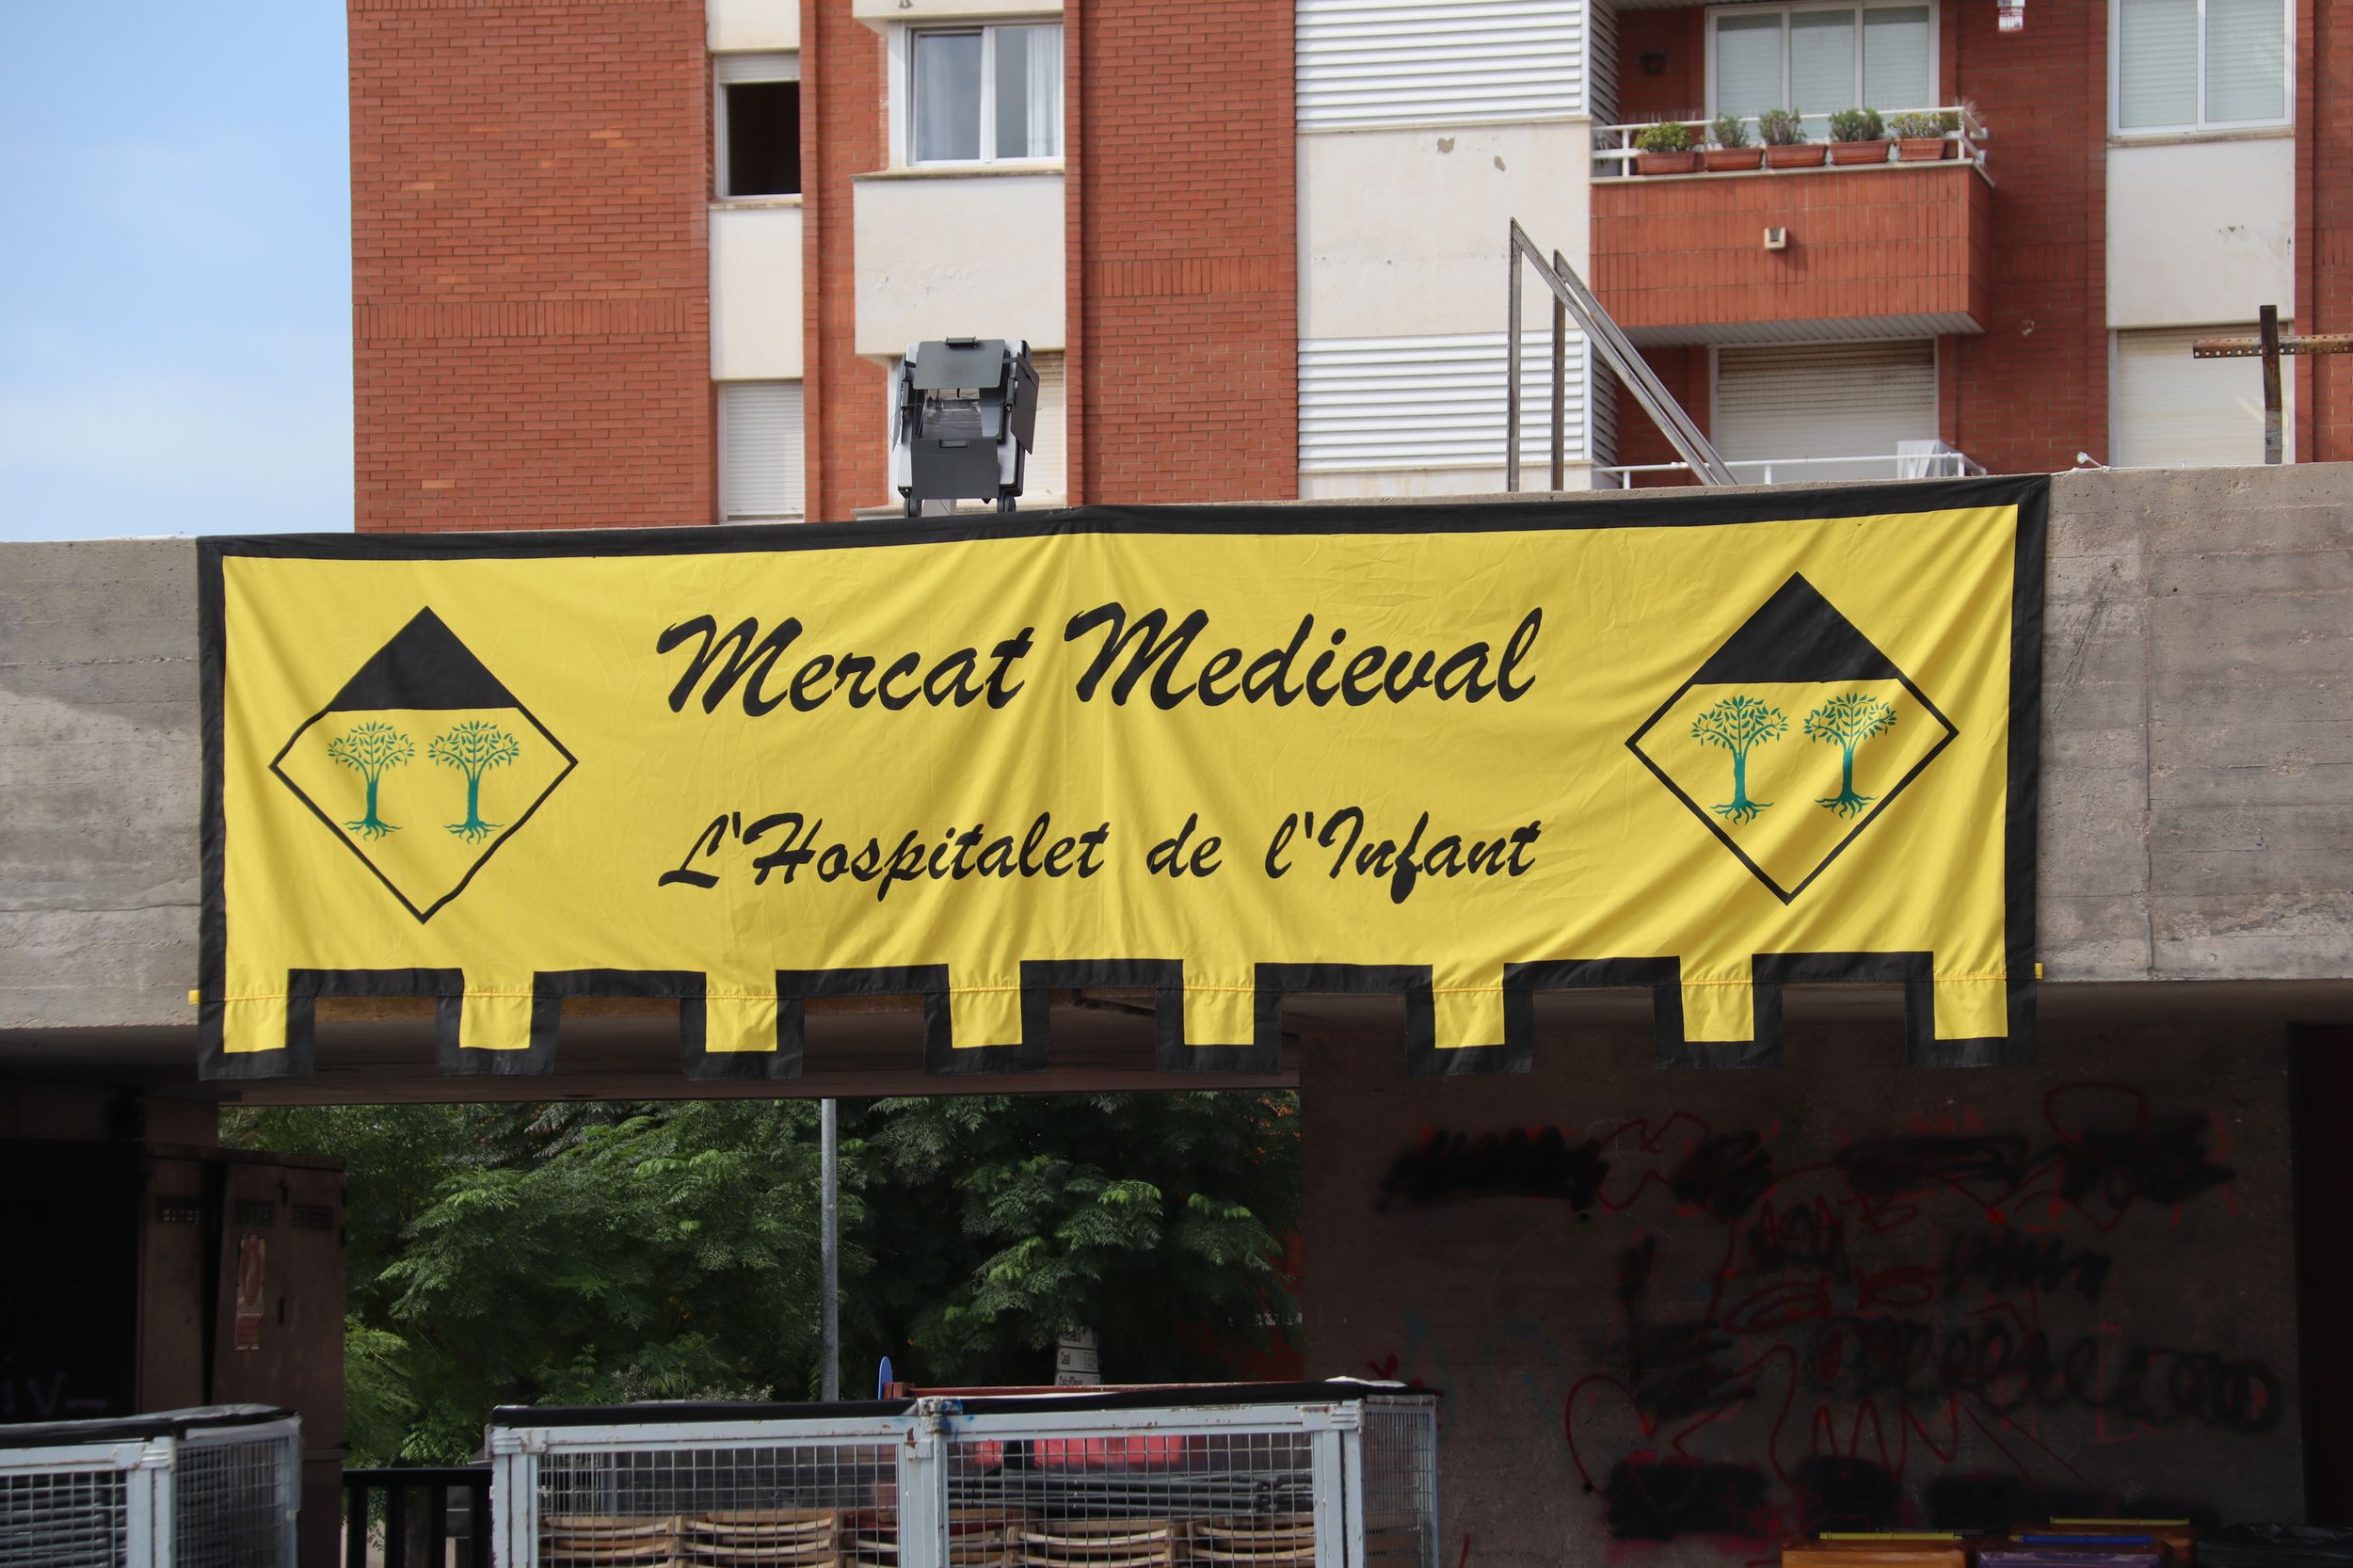 Mercat Medieval
L'Hospitalet de l'Infant